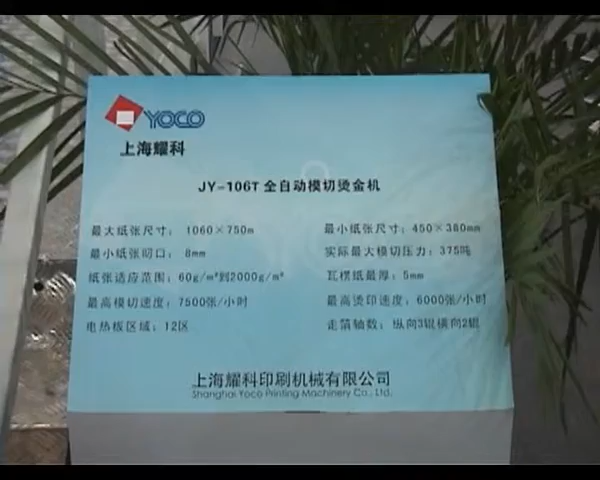 YOCO
上海耀科
JY-106T 全自动模切烫金机
最大纸张尺寸： 1060×750m
最小纸张尺寸： 450×380mm
最小纸张叼口： 8mm
实际最大模切压力： 375吨
纸张适应范围： 60g/m²到2000g/m²
瓦楞纸最厚： 5mm
最高模切速度： 7500张/小时
最高烫印速度： 6000张/小时
电热板区域： 12区
走箔轴数： 纵向3辊横向2辊
上海耀科印刷机械有限公司
Shanghai Yoco Printing Machinery Co., Ltd.